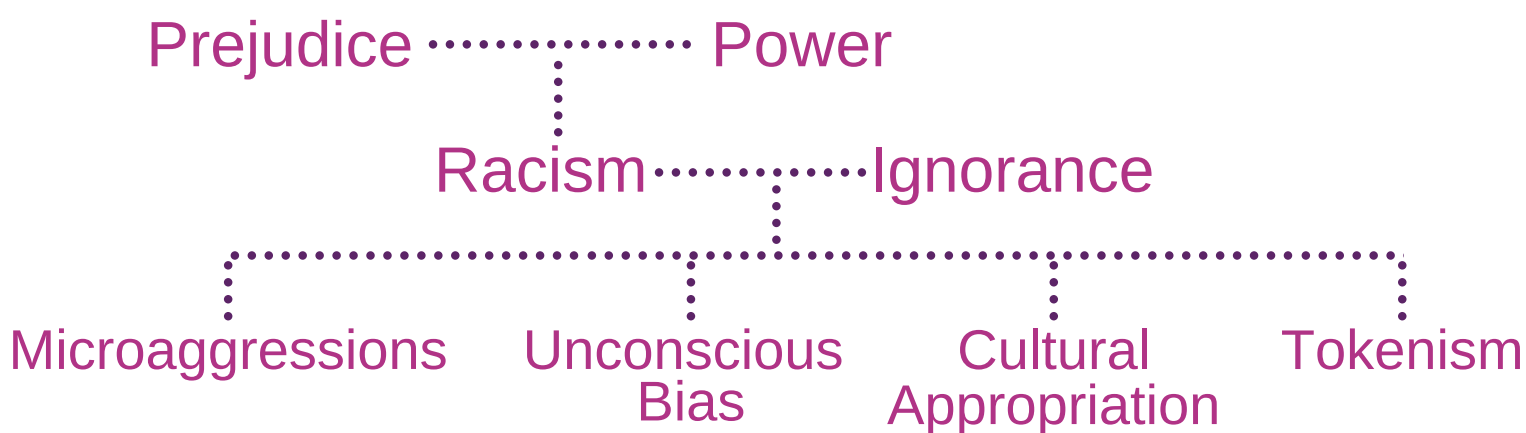 Prejudice Power
Racism Ignorance
Microaggressions Unconscious Cultural Tokenism
Bias Appropriation